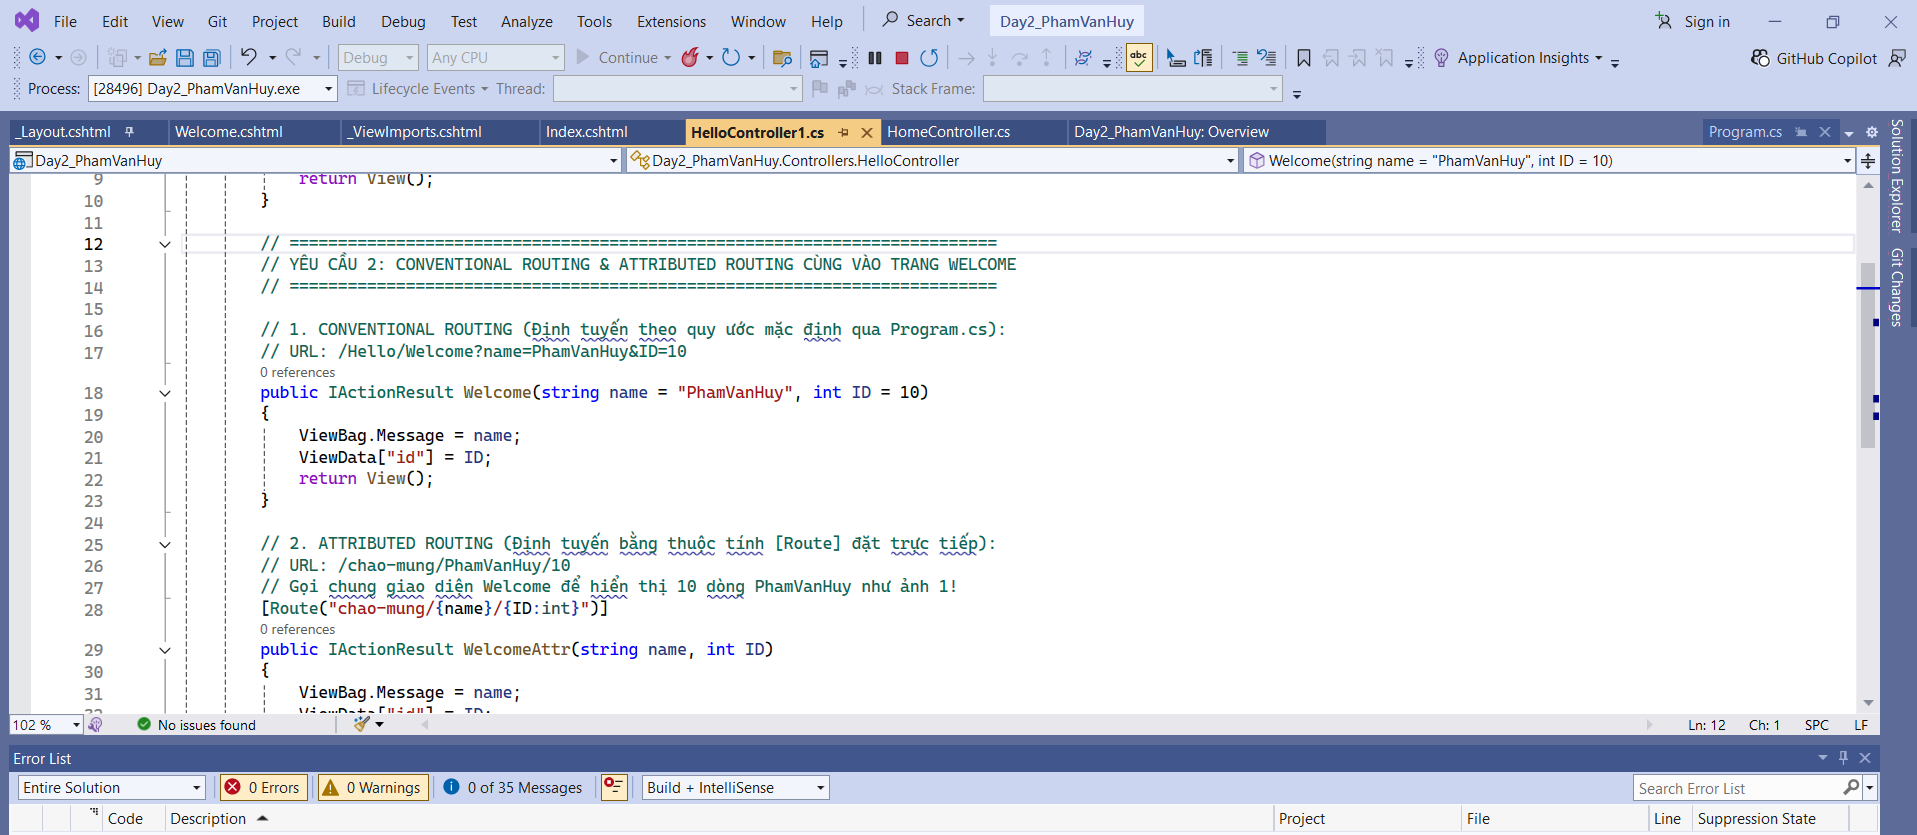 File Edit View Git Project Build Debug Test Analyze Tools Extensions Window Help Search Day2_PhamVanHuy Sign in
Debug Any CPU Continue Application Insights GitHub Copilot
Process: [28496] Day2_PhamVanHuy.exe Lifecycle Events Thread: Stack Frame:
_Layout.cshtml Welcome.cshtml _ViewImports.cshtml Index.cshtml HelloController1.cs HomeController.cs Day2_PhamVanHuy: Overview Program.cs
Day2_PhamVanHuy Day2_PhamVanHuy.Controllers.HelloController Welcome(string name = "PhamVanHuy", int ID = 10)
Solution Explorer
Git Changes
9 return View();
10 }
11
12 // =========================================================================
13 // YÊU CẦU 2: CONVENTIONAL ROUTING & ATTRIBUTED ROUTING CÙNG VÀO TRANG WELCOME
14 // =========================================================================
15
16 // 1. CONVENTIONAL ROUTING (Định tuyến theo quy ước mặc định qua Program.cs):
17 // URL: /Hello/Welcome?name=PhamVanHuy&ID=10
0 references
18 public IActionResult Welcome(string name = "PhamVanHuy", int ID = 10)
19 {
20 ViewBag.Message = name;
21 ViewData["id"] = ID;
22 return View();
23 }
24
25 // 2. ATTRIBUTED ROUTING (Định tuyến bằng thuộc tính [Route] đặt trực tiếp):
26 // URL: /chao-mung/PhamVanHuy/10
27 // Gọi chung giao diện Welcome để hiển thị 10 dòng PhamVanHuy như ảnh 1!
28 [Route("chao-mung/{name}/{ID:int}")]
0 references
29 public IActionResult WelcomeAttr(string name, int ID)
30 {
31 ViewBag.Message = name;
32 ViewData["id"] = ID;
102 % No issues found Ln: 12 Ch: 1 SPC LF
Error List
Entire Solution 0 Errors 0 Warnings 0 of 35 Messages Build + IntelliSense Search Error List
Code Description Project File Line Suppression State